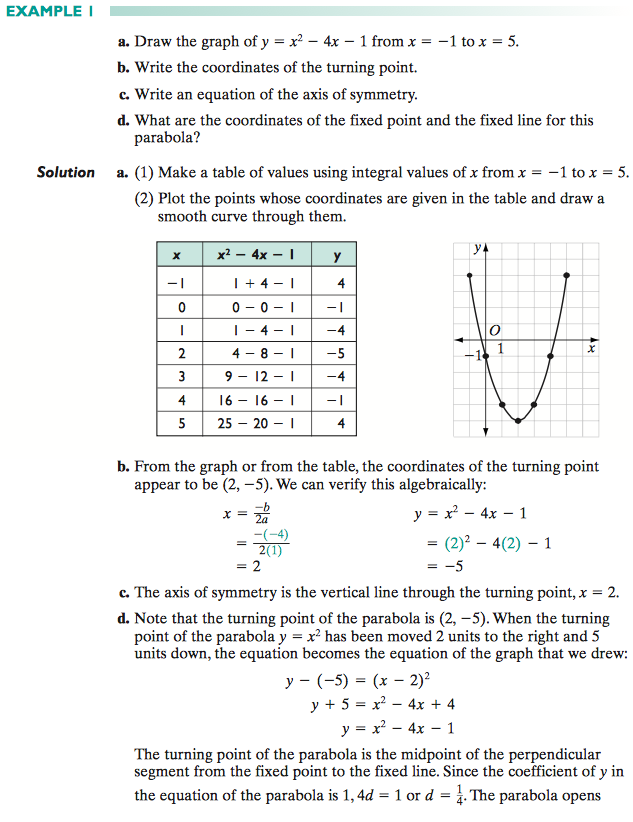 EXAMPLE 1
a. Draw the graph of y = x² − 4x − 1 from x = −1 to x = 5.
b. Write the coordinates of the turning point.
c. Write an equation of the axis of symmetry.
d. What are the coordinates of the fixed point and the fixed line for this
parabola?
Solution a. (1) Make a table of values using integral values of x from x = −1 to x = 5.
(2) Plot the points whose coordinates are given in the table and draw a
smooth curve through them.
x x² − 4x − 1 y
−1 1 + 4 − 1 4
0 0 − 0 − 1 −1
1 1 − 4 − 1 −4
2 4 − 8 − 1 −5
3 9 − 12 − 1 −4
4 16 − 16 − 1 −1
5 25 − 20 − 1 4
y
O
−1 1 x
b. From the graph or from the table, the coordinates of the turning point
appear to be (2, −5). We can verify this algebraically:
x = −b/2a
= −(−4)/2(1)
= 2
y = x² − 4x − 1
= (2)² − 4(2) − 1
= −5
c. The axis of symmetry is the vertical line through the turning point, x = 2.
d. Note that the turning point of the parabola is (2, −5). When the turning
point of the parabola y = x² has been moved 2 units to the right and 5
units down, the equation becomes the equation of the graph that we drew:
y − (−5) = (x − 2)²
y + 5 = x² − 4x + 4
y = x² − 4x − 1
The turning point of the parabola is the midpoint of the perpendicular
segment from the fixed point to the fixed line. Since the coefficient of y in
the equation of the parabola is 1, 4d = 1 or d = 1/4. The parabola opens